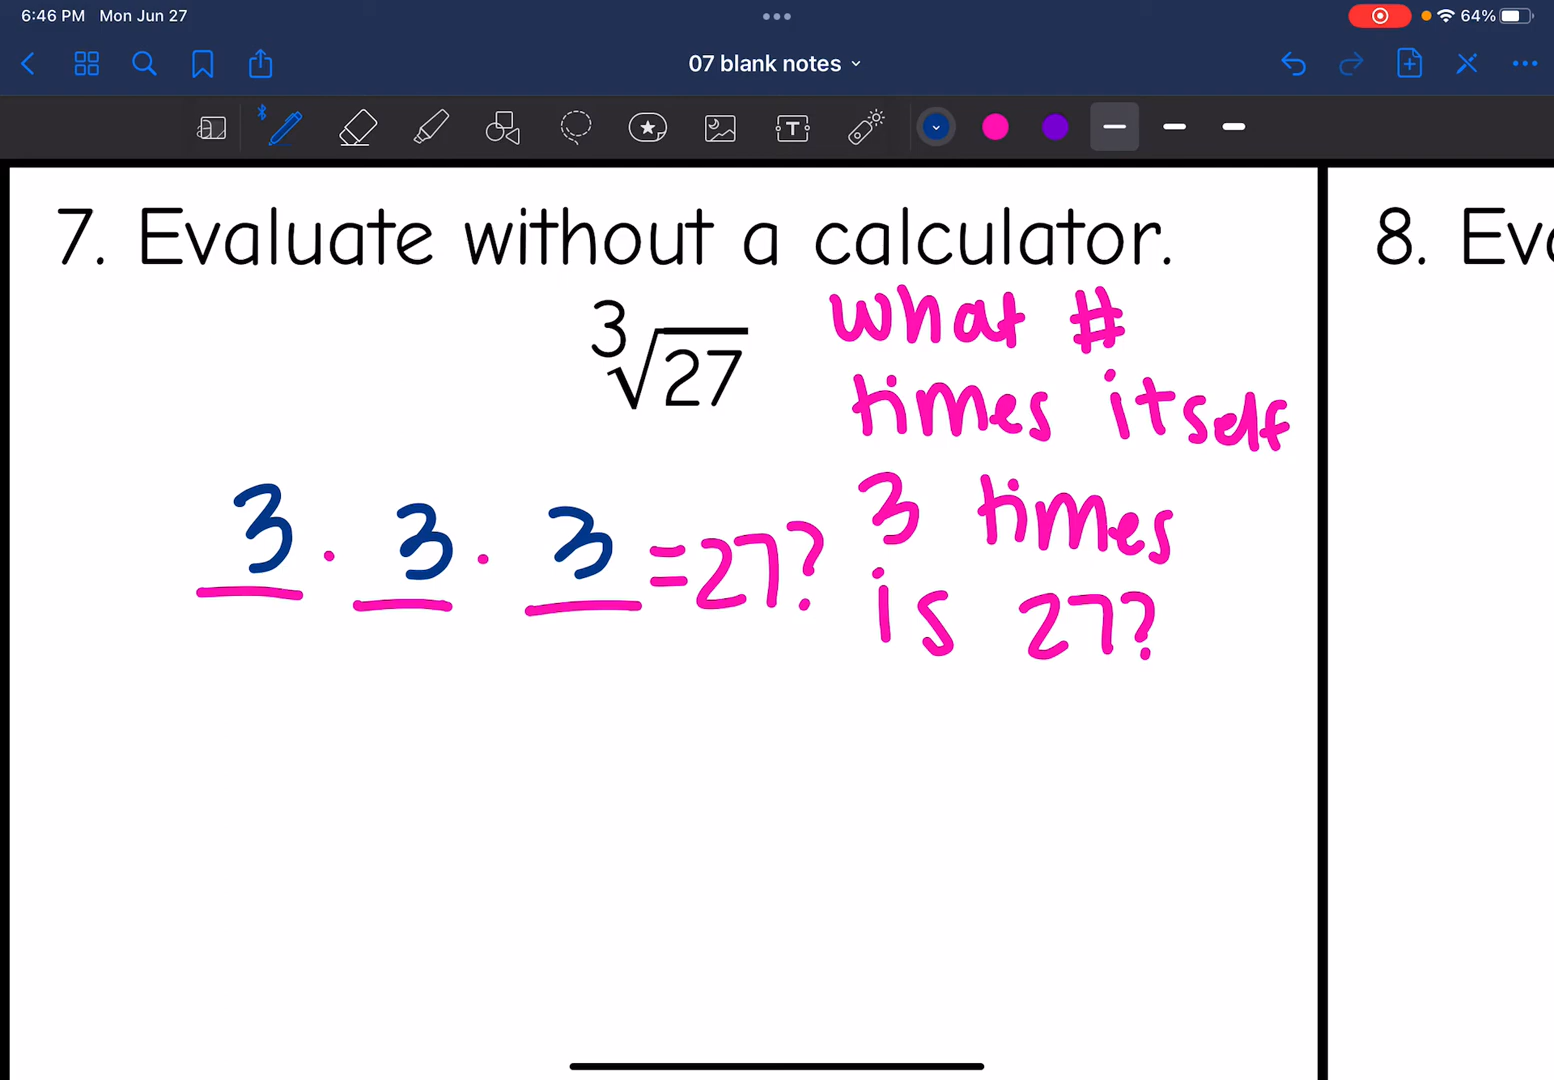 6:46 PM Mon Jun 27
64%
07 blank notes
T
7. Evaluate without a calculator.
8. Ev
∛27
what #
times itself
3 times
is 27?
3 · 3 · 3 = 27?